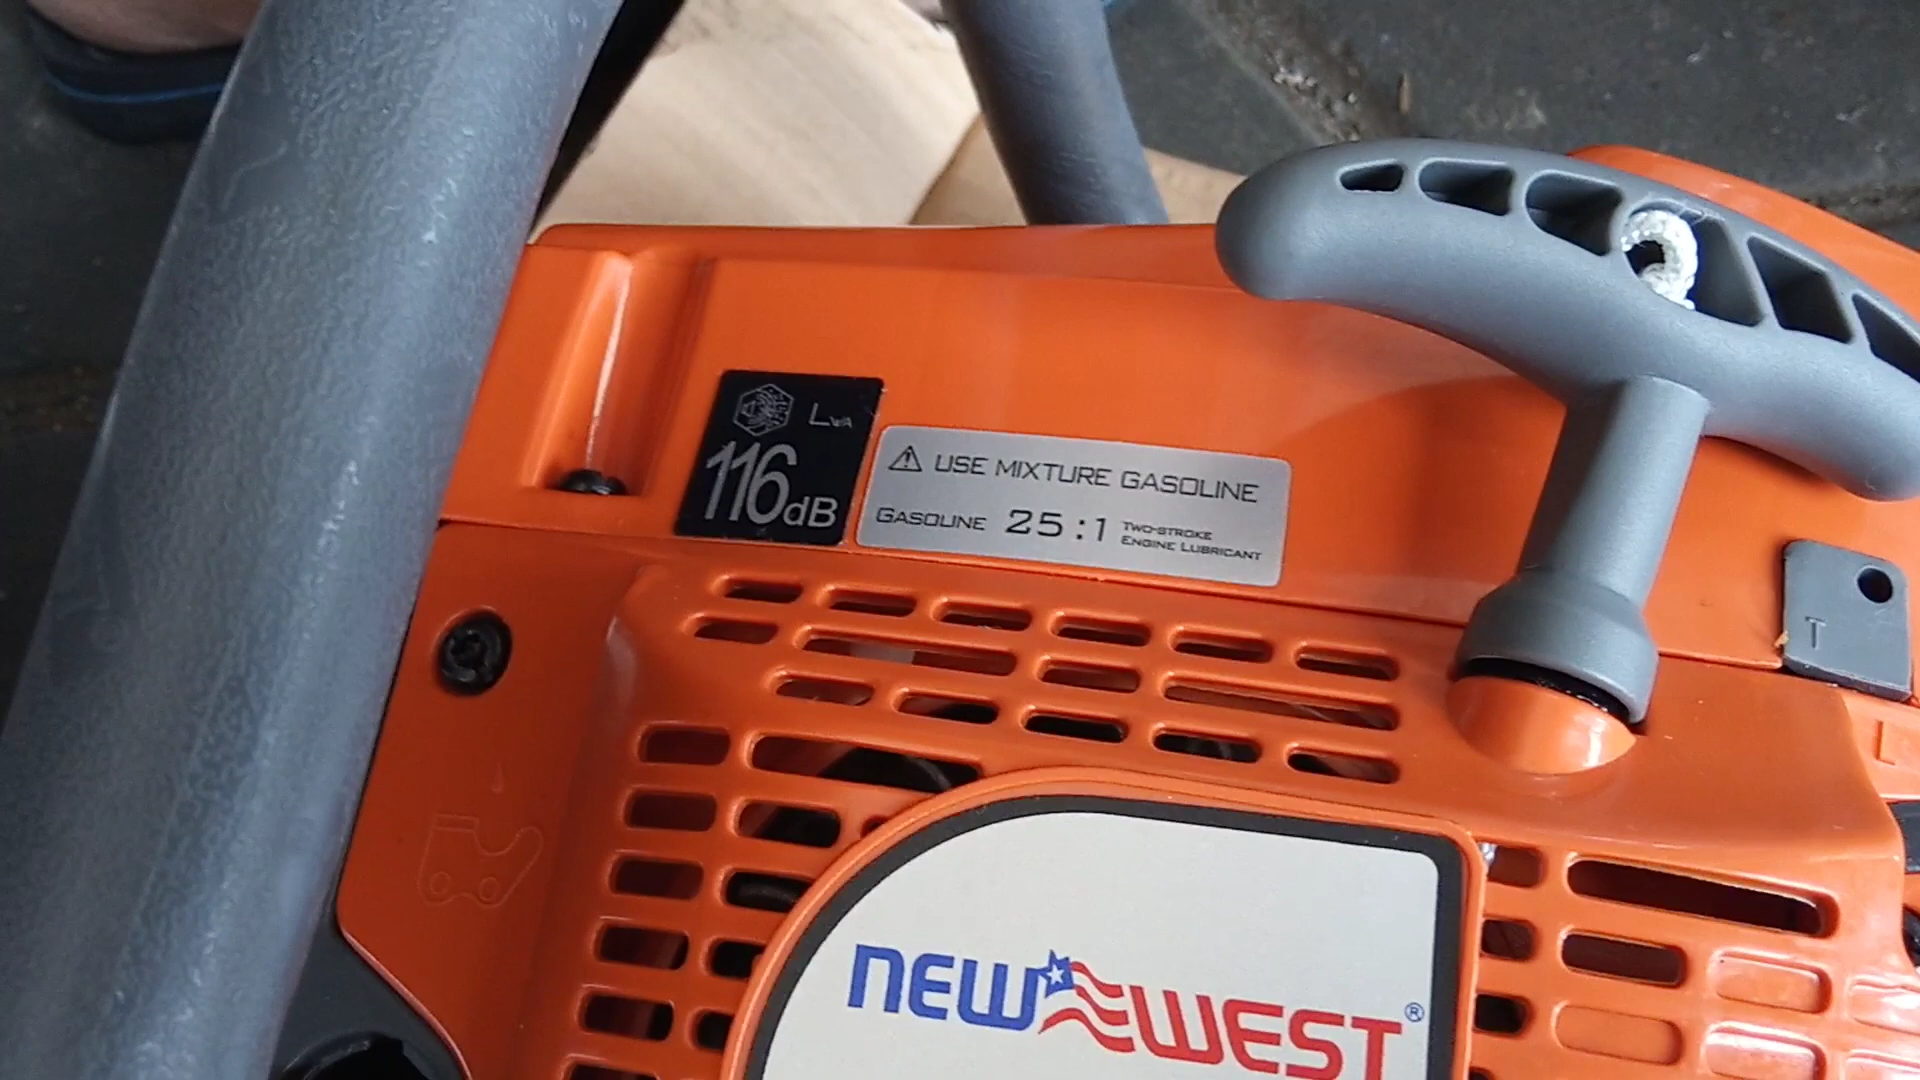 LWA
116dB
USE MIXTURE GASOLINE
GASOLINE 25:1 TWO-STROKE
ENGINE LUBRICANT
T
L
NEW WEST®